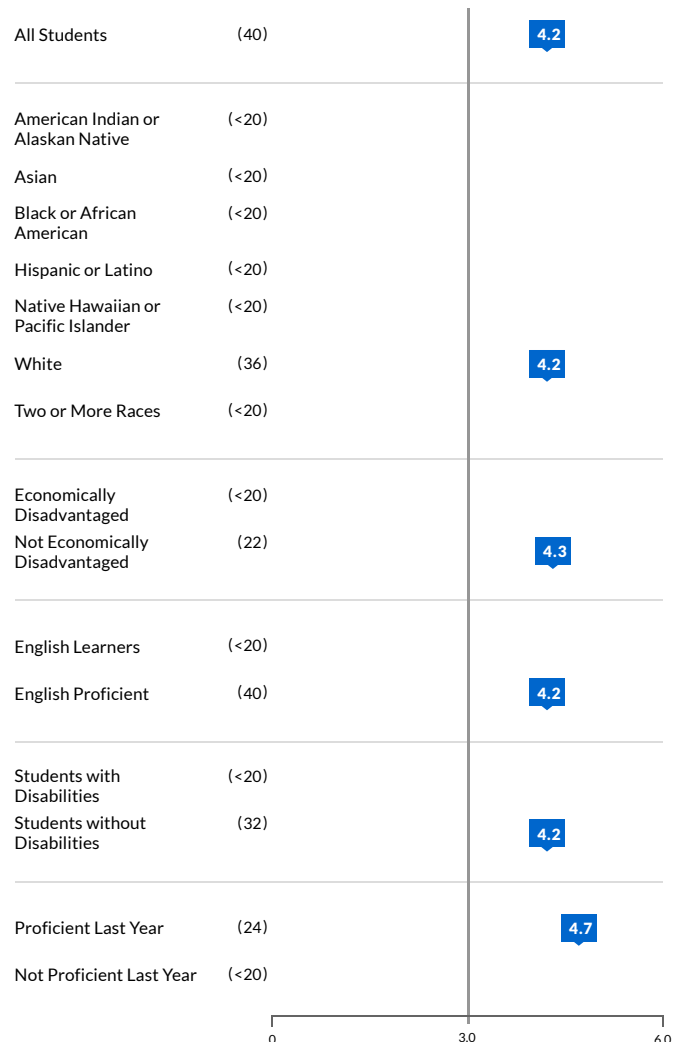 All Students (40) 4.2
American Indian or (<20)
Alaskan Native
Asian (<20)
Black or African (<20)
American
Hispanic or Latino (<20)
Native Hawaiian or (<20)
Pacific Islander
White (36) 4.2
Two or More Races (<20)
Economically (<20)
Disadvantaged
Not Economically (22) 4.3
Disadvantaged
English Learners (<20)
English Proficient (40) 4.2
Students with (<20)
Disabilities
Students without (32) 4.2
Disabilities
Proficient Last Year (24) 4.7
Not Proficient Last Year (<20)
0 3.0 6.0